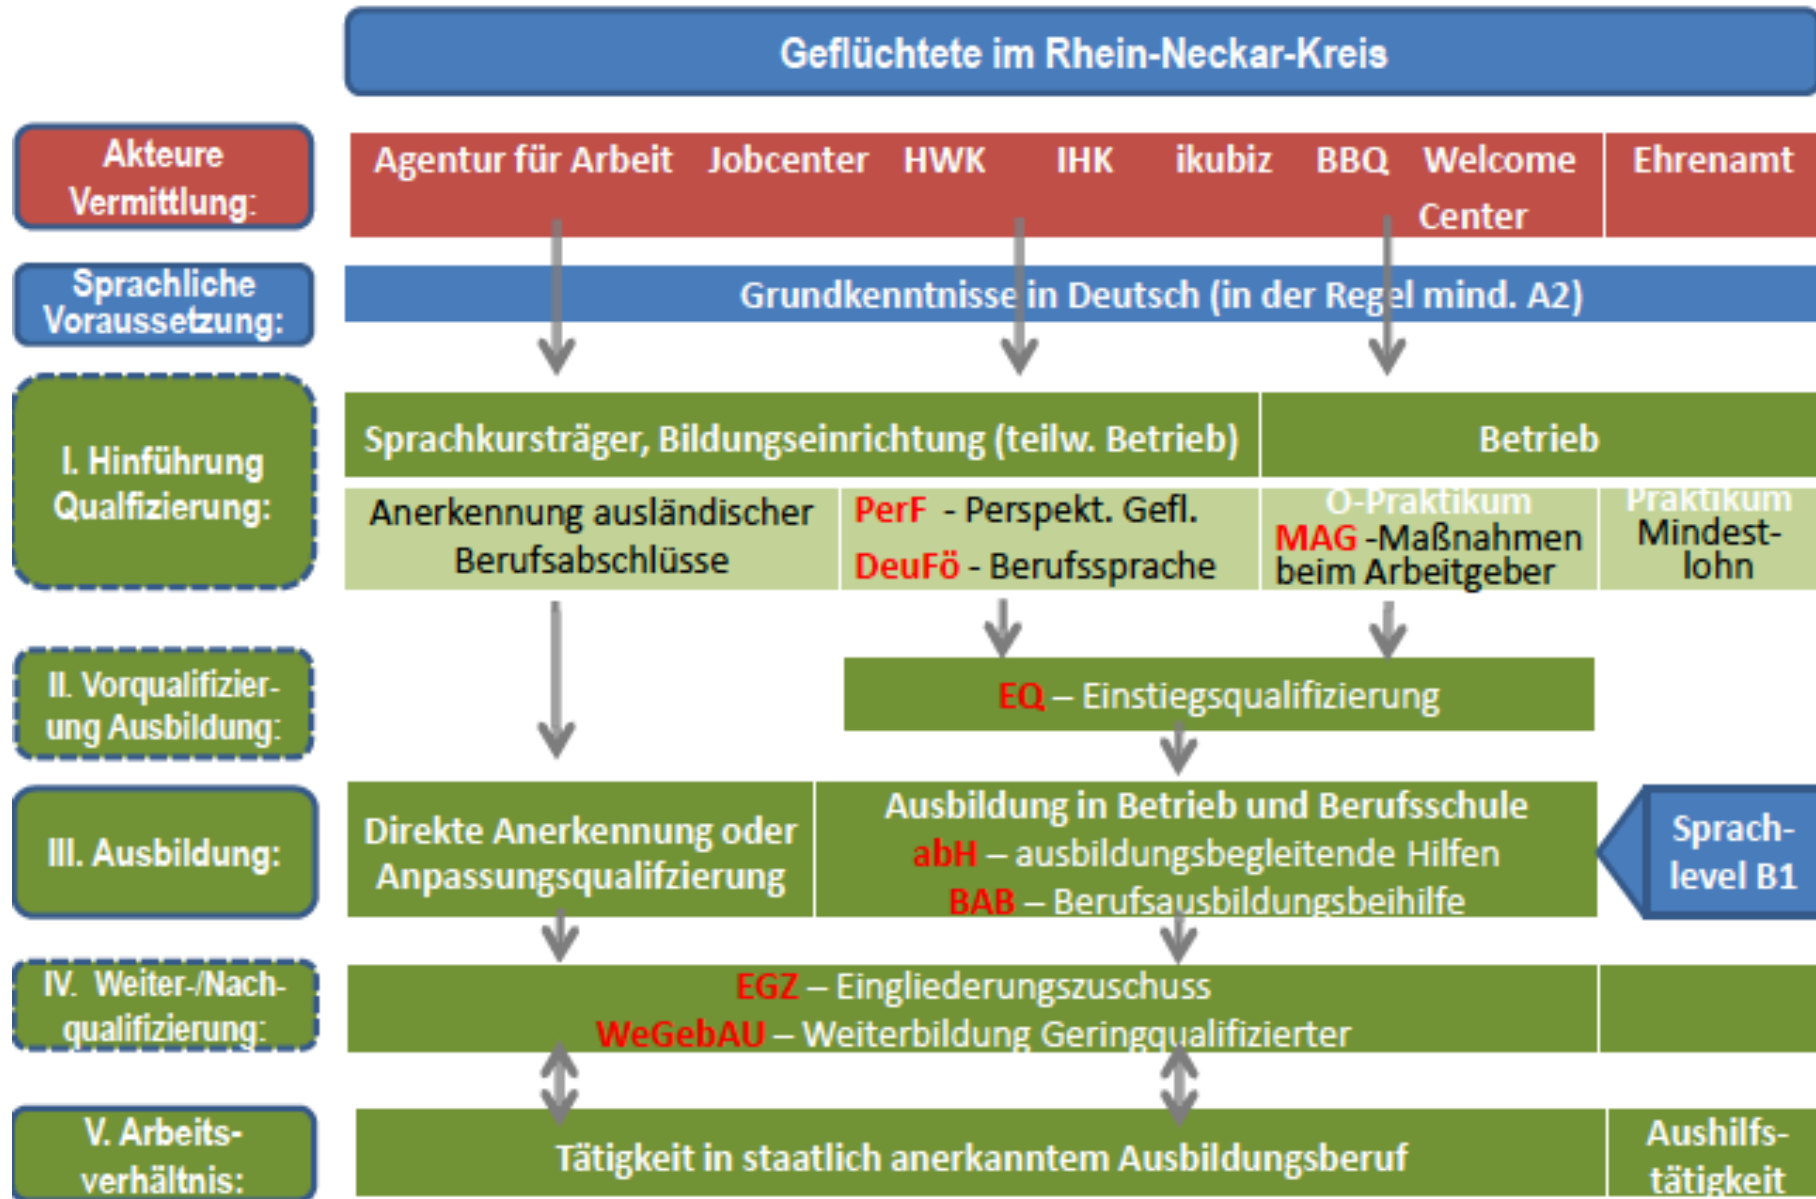 Geflüchtete im Rhein-Neckar-Kreis
Akteure
Vermittlung:
Agentur für Arbeit Jobcenter HWK IHK ikubiz BBQ Welcome
Center
Ehrenamt
Sprachliche
Voraussetzung:
Grundkenntnisse in Deutsch (in der Regel mind. A2)
I. Hinführung
Qualfizierung:
Sprachkursträger, Bildungseinrichtung (teilw. Betrieb)
Betrieb
Anerkennung ausländischer
Berufsabschlüsse
PerF - Perspekt. Gefl.
DeuFö - Berufssprache
O-Praktikum
MAG -Maßnahmen
beim Arbeitgeber
Praktikum
Mindest-
lohn
II. Vorqualifizier-
ung Ausbildung:
EQ – Einstiegsqualifizierung
III. Ausbildung:
Direkte Anerkennung oder
Anpassungsqualifzierung
Ausbildung in Betrieb und Berufsschule
abH – ausbildungsbegleitende Hilfen
BAB – Berufsausbildungsbeihilfe
Sprach-
level B1
IV. Weiter-/Nach-
qualifizierung:
EGZ – Eingliederungszuschuss
WeGebAU – Weiterbildung Geringqualifizierter
V. Arbeits-
verhältnis:
Tätigkeit in staatlich anerkanntem Ausbildungsberuf
Aushilfs-
tätigkeit